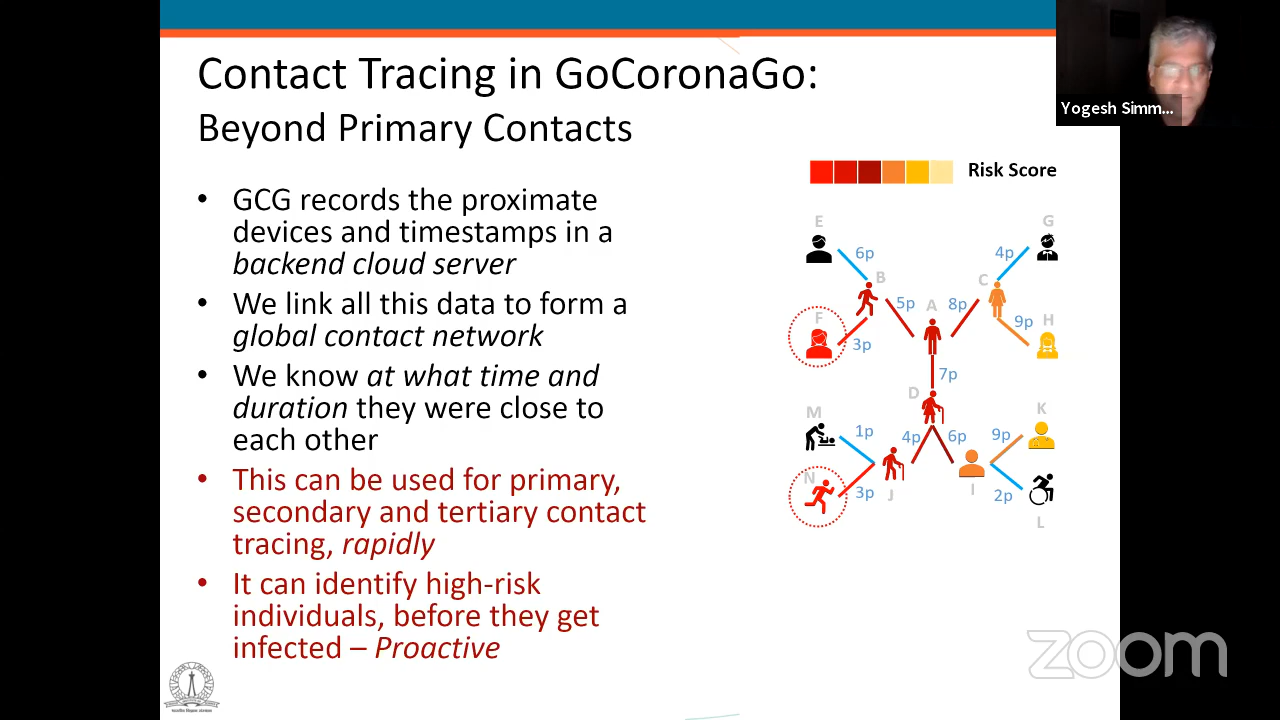 Contact Tracing in GoCoronaGo:
Beyond Primary Contacts
Yogesh Simm...
• GCG records the proximate
devices and timestamps in a
backend cloud server
• We link all this data to form a
global contact network
• We know at what time and
duration they were close to
each other
• This can be used for primary,
secondary and tertiary contact
tracing, rapidly
• It can identify high-risk
individuals, before they get
infected – Proactive
Risk Score
E
G
6p
4p
B
C
5p
A
8p
F
3p
9p
H
7p
D
M
K
1p
4p
6p
9p
N
3p
J
I
2p
L
zoom